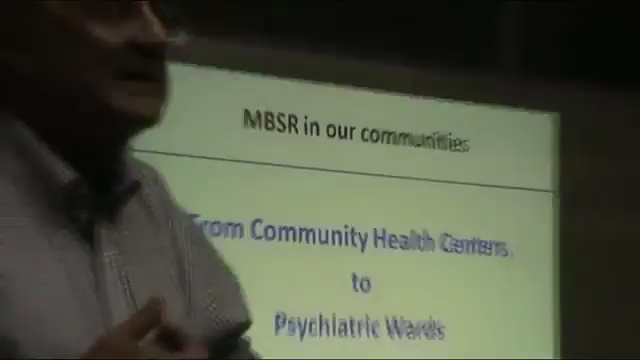 MBSR in our communities
From Community Health Centers
to
Psychiatric Wards